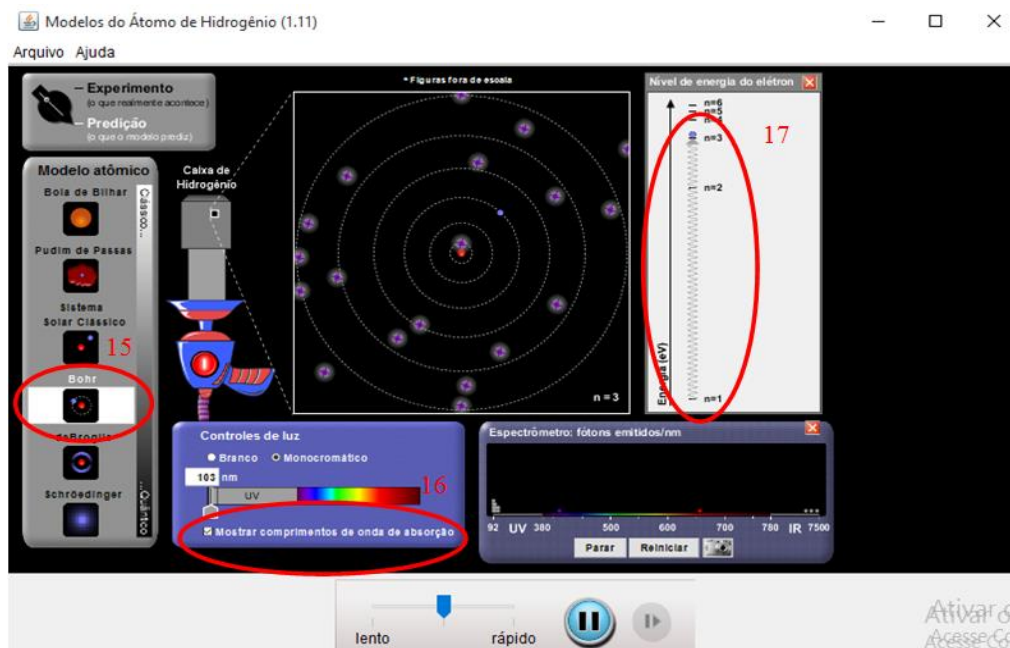 Modelos do Átomo de Hidrogênio (1.11)
Arquivo Ajuda
Experimento
(o que realmente acontece)
Predição
(o que o modelo prediz)
Modelo atômico
Bola de Bilhar
Clássico...
Pudim de Passas
Sistema
Solar Clássico
15
Bohr
deBroglie
Schröedinger
...Quântico
Caixa de
Hidrogênio
* Figuras fora de escala
n = 3
Nível de energia do elétron
n=6
n=5
n=3
n=2
n=1
Energia (eV)
17
Controles de luz
Branco Monocromático
103 nm
UV
16
Mostrar comprimentos de onda de absorção
Espectrômetro: fótons emitidos/nm
92 UV 380 500 600 700 780 IR 7500
Parar Reiniciar
lento rápido
Ativar o
Acesse Co